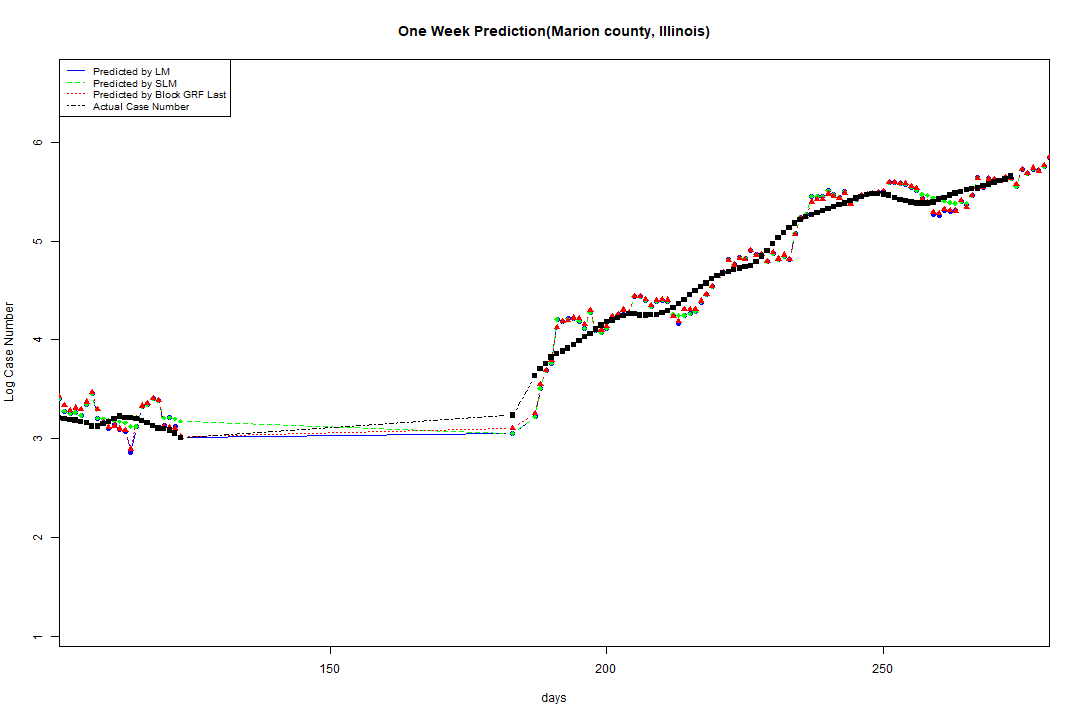 One Week Prediction(Marion county, Illinois)
Predicted by LM
Predicted by SLM
Predicted by Block GRF Last
Actual Case Number
6
5
4
3
2
1
Log Case Number
150
200
250
days